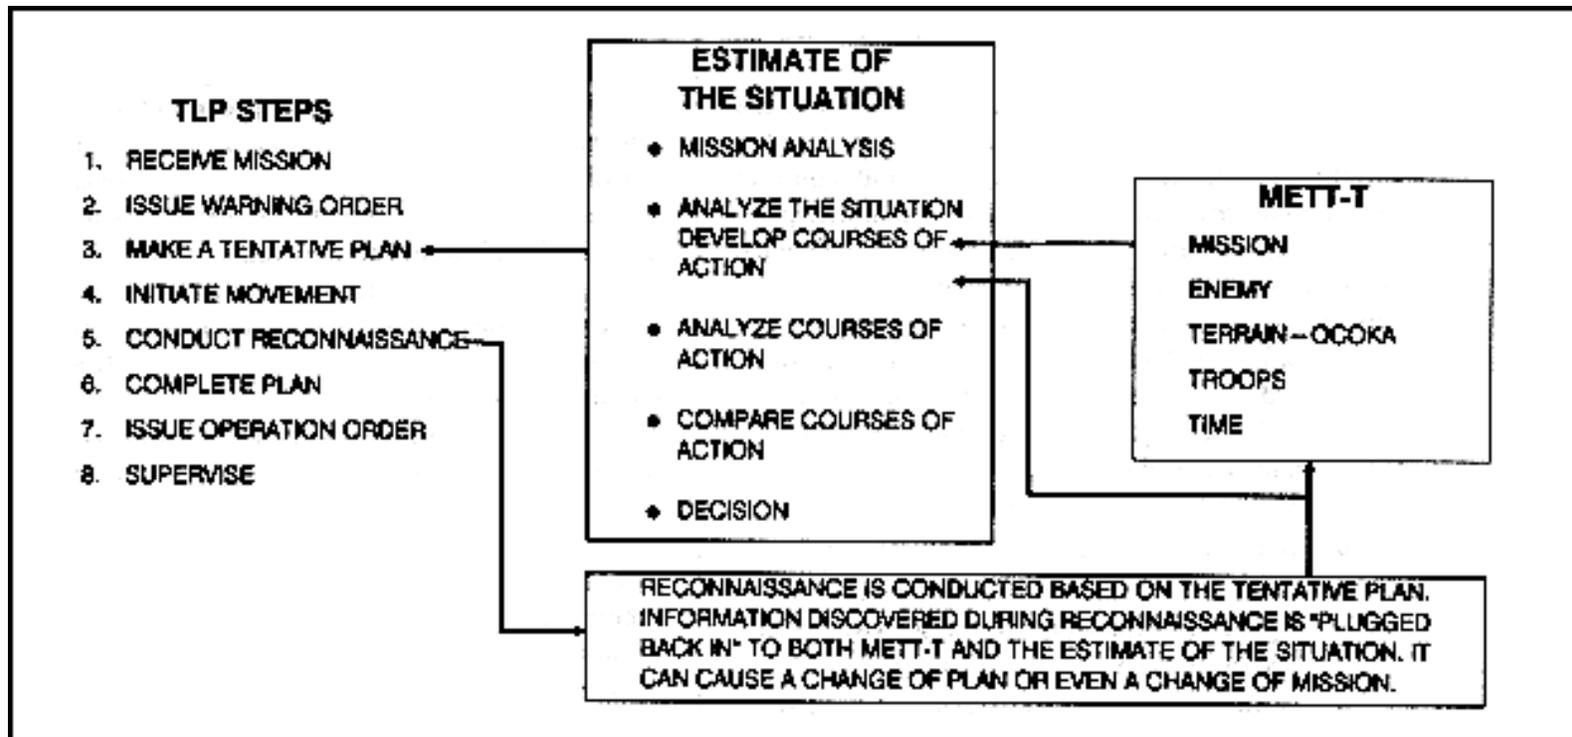 TLP STEPS
1. RECEIVE MISSION
2. ISSUE WARNING ORDER
3. MAKE A TENTATIVE PLAN
4. INITIATE MOVEMENT
5. CONDUCT RECONNAISSANCE
6. COMPLETE PLAN
7. ISSUE OPERATION ORDER
8. SUPERVISE
ESTIMATE OF
THE SITUATION
● MISSION ANALYSIS
● ANALYZE THE SITUATION
DEVELOP COURSES OF
ACTION
● ANALYZE COURSES OF
ACTION
● COMPARE COURSES OF
ACTION
● DECISION
METT-T
MISSION
ENEMY
TERRAIN – OCOKA
TROOPS
TIME
RECONNAISSANCE IS CONDUCTED BASED ON THE TENTATIVE PLAN.
INFORMATION DISCOVERED DURING RECONNAISSANCE IS "PLUGGED
BACK IN" TO BOTH METT-T AND THE ESTIMATE OF THE SITUATION. IT
CAN CAUSE A CHANGE OF PLAN OR EVEN A CHANGE OF MISSION.